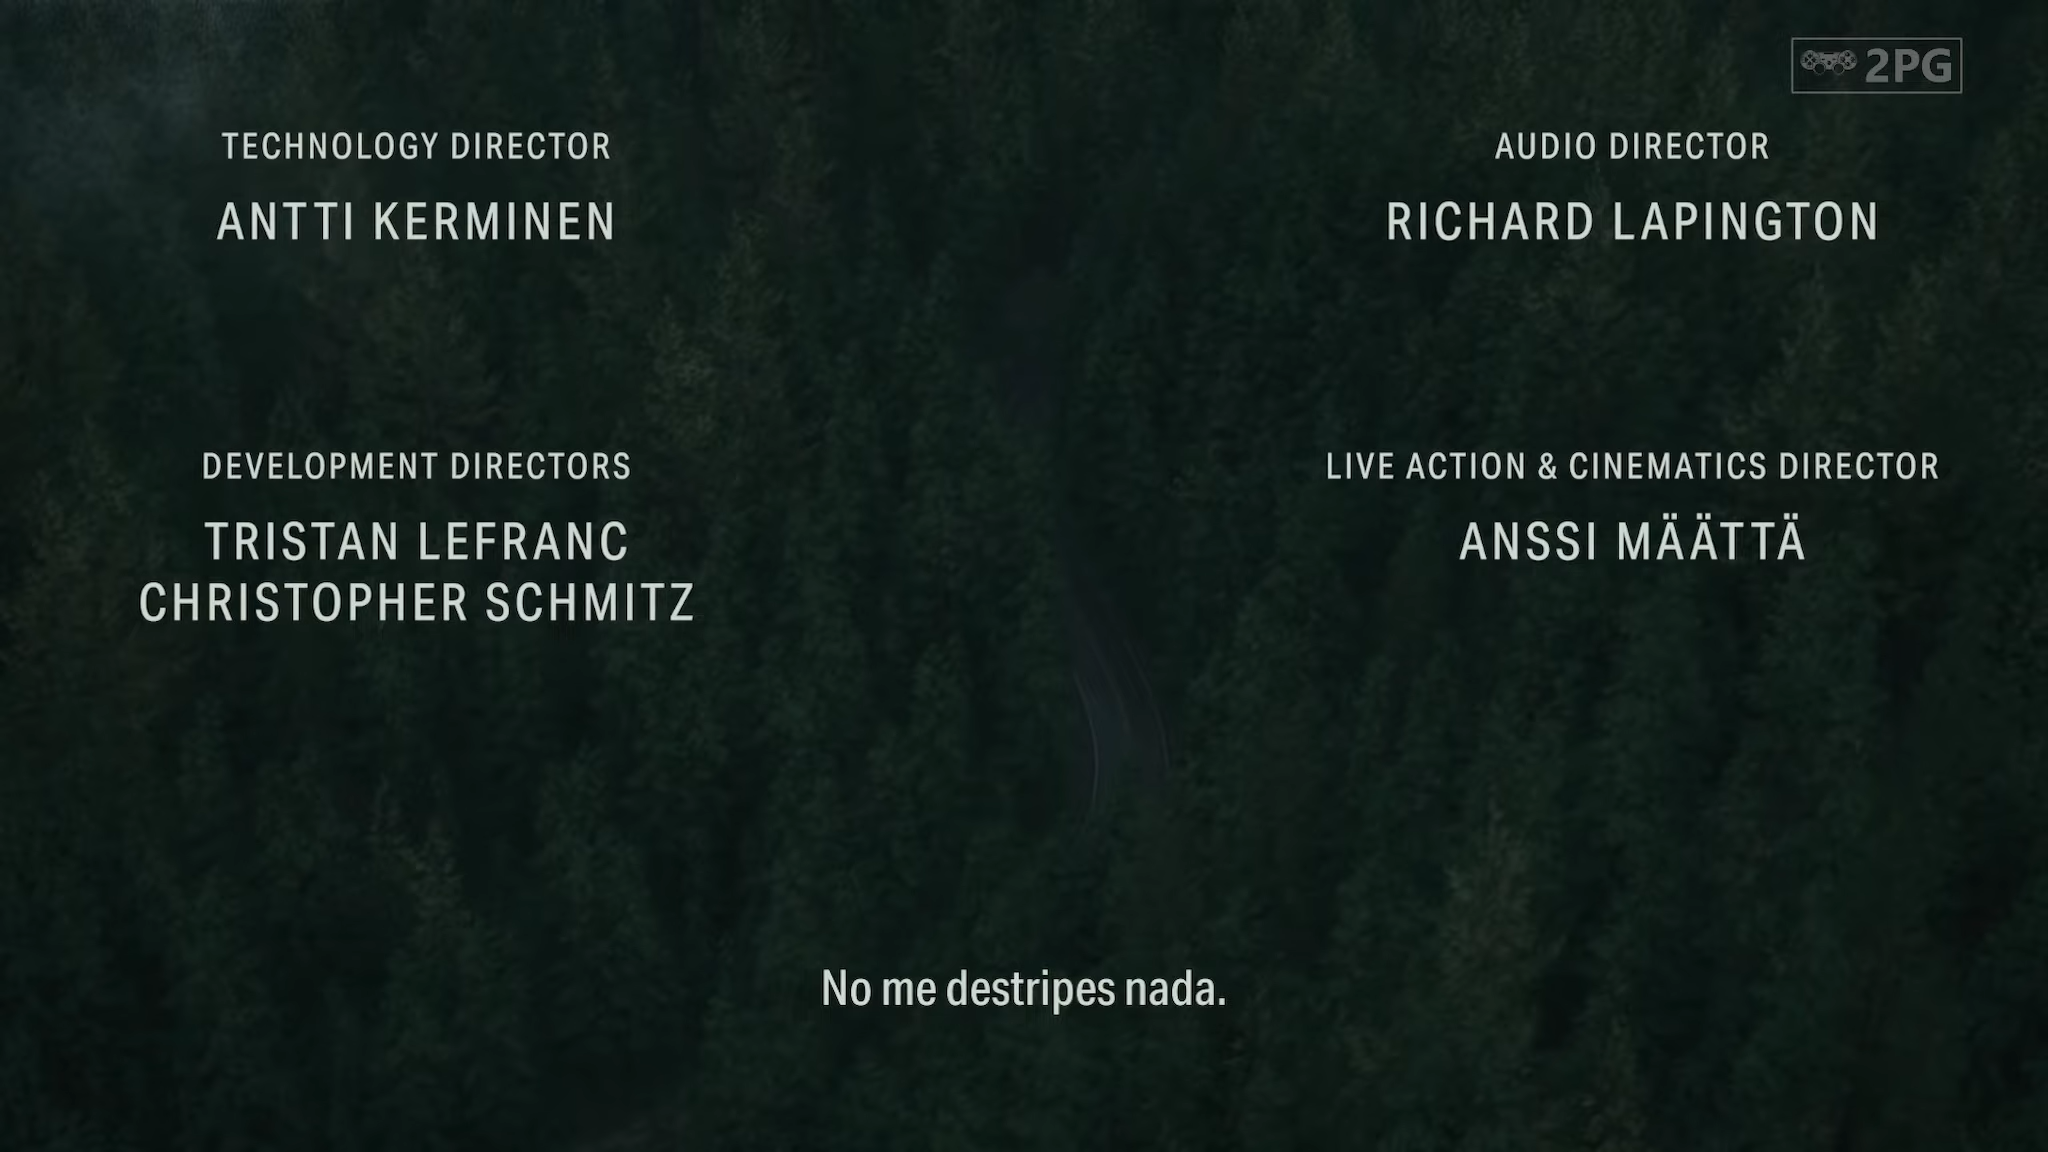 2PG
TECHNOLOGY DIRECTOR
ANTTI KERMINEN
AUDIO DIRECTOR
RICHARD LAPINGTON
DEVELOPMENT DIRECTORS
TRISTAN LEFRANC
CHRISTOPHER SCHMITZ
LIVE ACTION & CINEMATICS DIRECTOR
ANSSI MÄÄTTÄ
No me destripes nada.